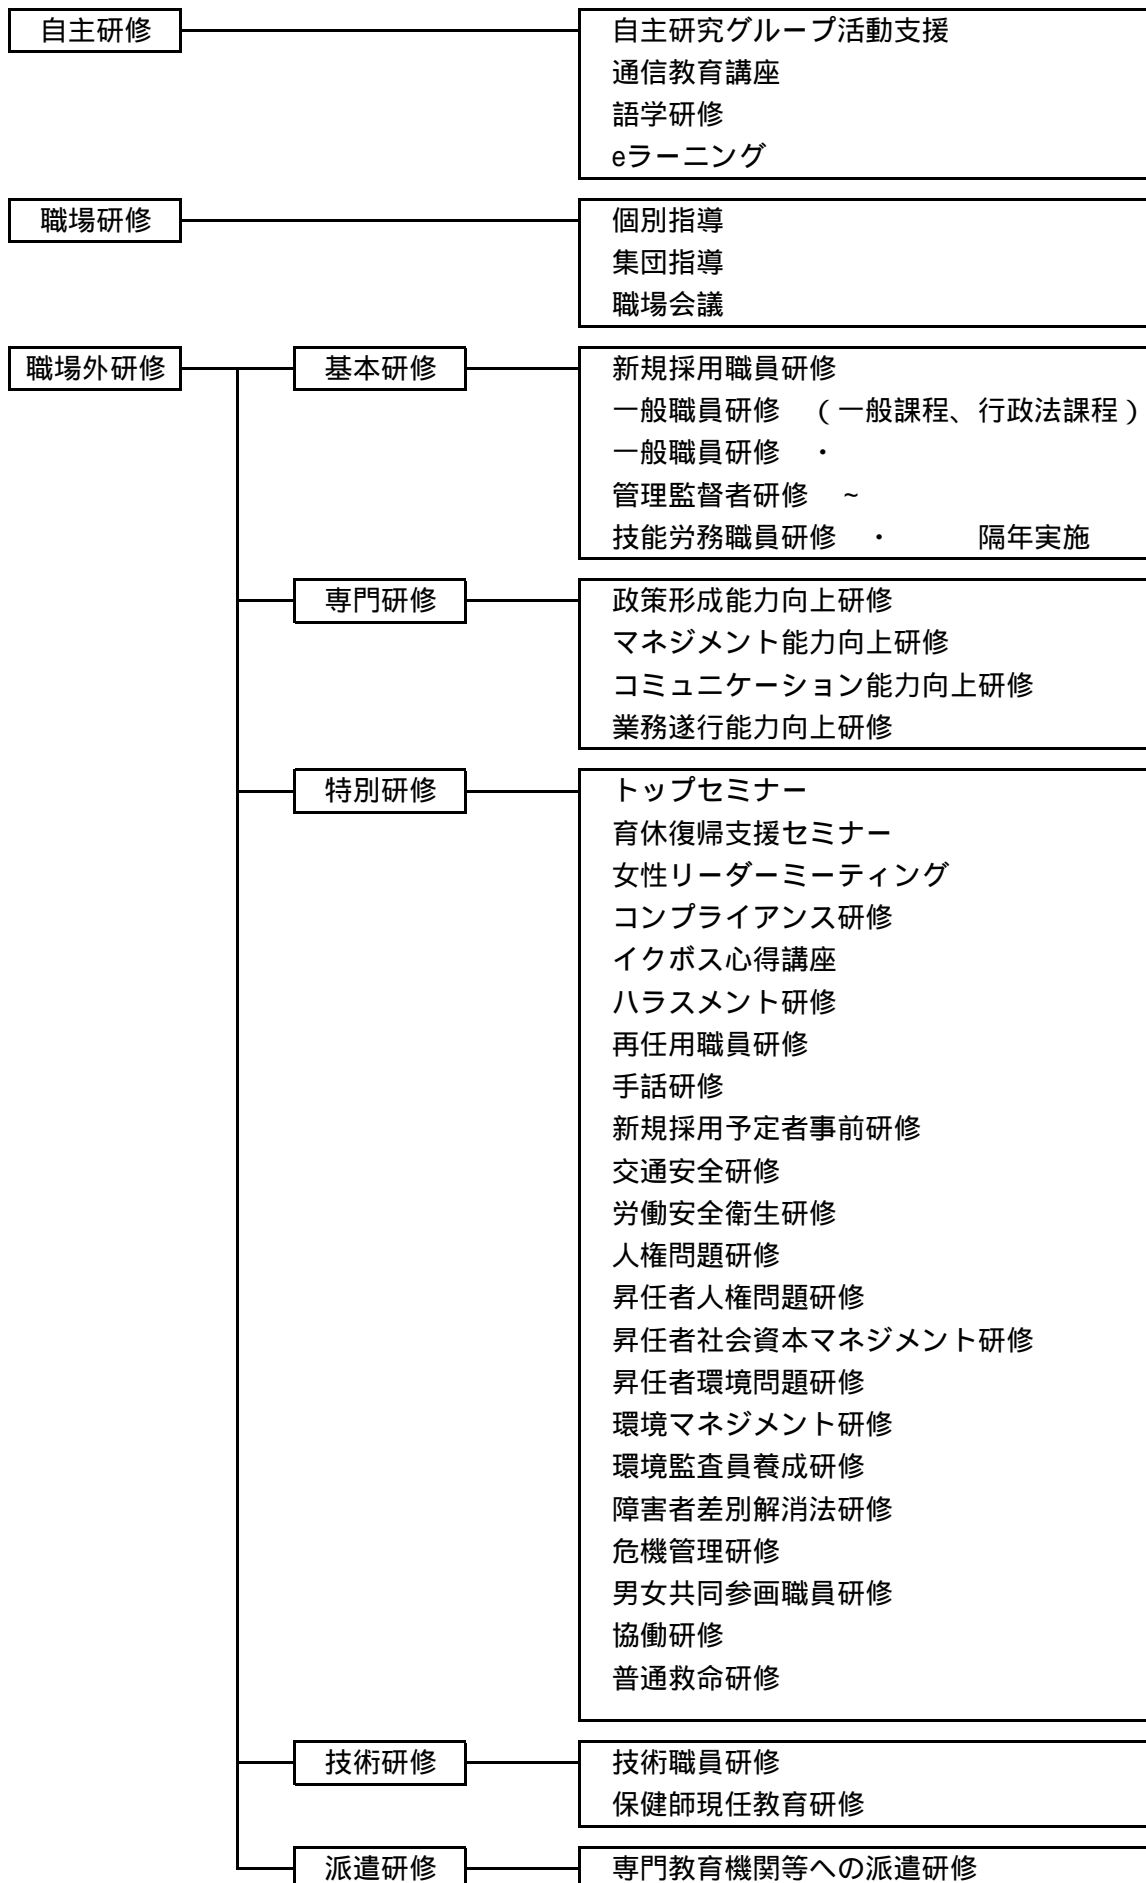 自主研修
自主研究グループ活動支援
通信教育講座
語学研修
eラーニング
職場研修
個別指導
集団指導
職場会議
職場外研修
基本研修
新規採用職員研修
一般職員研修　（一般課程、行政法課程）
一般職員研修　・
管理監督者研修　~
技能労務職員研修　・　　　隔年実施
専門研修
政策形成能力向上研修
マネジメント能力向上研修
コミュニケーション能力向上研修
業務遂行能力向上研修
特別研修
トップセミナー
育休復帰支援セミナー
女性リーダーミーティング
コンプライアンス研修
イクボス心得講座
ハラスメント研修
再任用職員研修
手話研修
新規採用予定者事前研修
交通安全研修
労働安全衛生研修
人権問題研修
昇任者人権問題研修
昇任者社会資本マネジメント研修
昇任者環境問題研修
環境マネジメント研修
環境監査員養成研修
障害者差別解消法研修
危機管理研修
男女共同参画職員研修
協働研修
普通救命研修
技術研修
技術職員研修
保健師現任教育研修
派遣研修
専門教育機関等への派遣研修